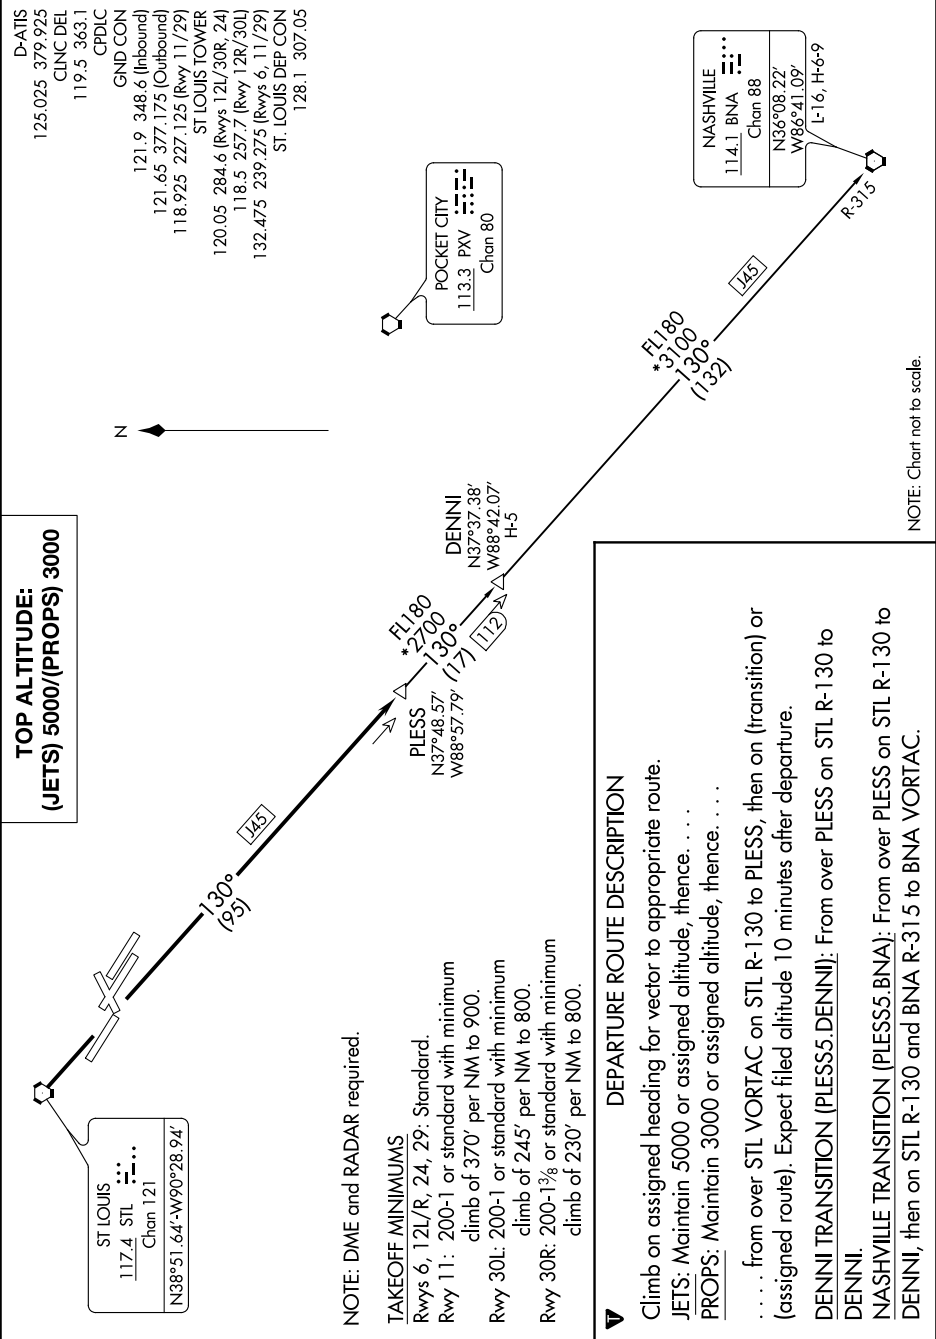 TOP ALTITUDE:
(JETS) 5000/(PROPS) 3000
D-ATIS
125.025 379.925
CLNC DEL
119.5 363.1
CPDLC
GND CON
121.9 348.6 (Inbound)
121.65 377.175 (Outbound)
118.925 227.125 (Rwy 11/29)
ST LOUIS TOWER
120.05 284.6 (Rwys 12L/30R, 24)
118.5 257.7 (Rwy 12R/30L)
132.475 239.275 (Rwys 6, 11/29)
ST. LOUIS DEP CON
128.1 307.05
N
ST LOUIS
117.4 STL
Chan 121
N38°51.64'-W90°28.94'
130°
(95)
J45
POCKET CITY
113.3 PXV
Chan 80
PLESS
N37°48.57'
W88°57.79'
FL180
*2700
130°
(17)
112
DENNI
N37°37.38'
W88°42.07'
H-5
FL180
*3100
130°
(132)
J45
R-315
NASHVILLE
114.1 BNA
Chan 88
N36°08.22'
W86°41.09'
L-16, H-6-9
NOTE: DME and RADAR required.
TAKEOFF MINIMUMS
Rwys 6, 12L/R, 24, 29: Standard.
Rwy 11: 200-1 or standard with minimum
climb of 370' per NM to 900.
Rwy 30L: 200-1 or standard with minimum
climb of 245' per NM to 800.
Rwy 30R: 200-1⅜ or standard with minimum
climb of 230' per NM to 800.
NOTE: Chart not to scale.
T
DEPARTURE ROUTE DESCRIPTION
Climb on assigned heading for vector to appropriate route.
JETS: Maintain 5000 or assigned altitude, thence. . . .
PROPS: Maintain 3000 or assigned altitude, thence. . . .
. . . . from over STL VORTAC on STL R-130 to PLESS, then on (transition) or
(assigned route). Expect filed altitude 10 minutes after departure.
DENNI TRANSITION (PLESS5.DENNI): From over PLESS on STL R-130 to
DENNI.
NASHVILLE TRANSITION (PLESS5.BNA): From over PLESS on STL R-130 to
DENNI, then on STL R-130 and BNA R-315 to BNA VORTAC.